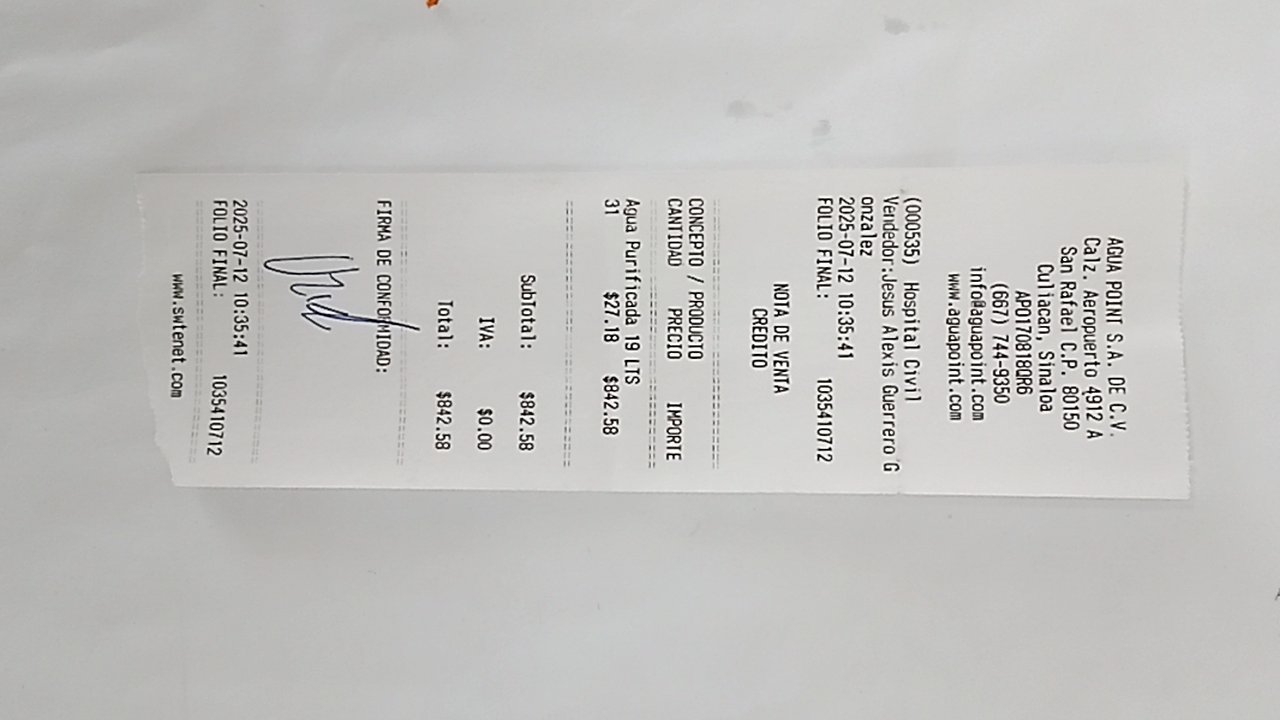 AGUA POINT S.A. DE C.V.
Calz. Aeropuerto 4912 A
San Rafael C.P. 80150
Culiacan, Sinaloa
APO170818QR6
(667) 744-9350
info@aguapoint.com
www.aguapoint.com
(000535) Hospital Civil
Vendedor:Jesus Alexis Guerrero G
onzalez
2025-07-12 10:35:41
FOLIO FINAL: 1035410712
NOTA DE VENTA
CREDITO
CONCEPTO / PRODUCTO
CANTIDAD PRECIO IMPORTE
Agua Purificada 19 LTS
31 $27.18 $842.58
SubTotal: $842.58
IVA: $0.00
Total: $842.58
FIRMA DE CONFORMIDAD:
2025-07-12 10:35:41
FOLIO FINAL: 1035410712
www.swtenet.com